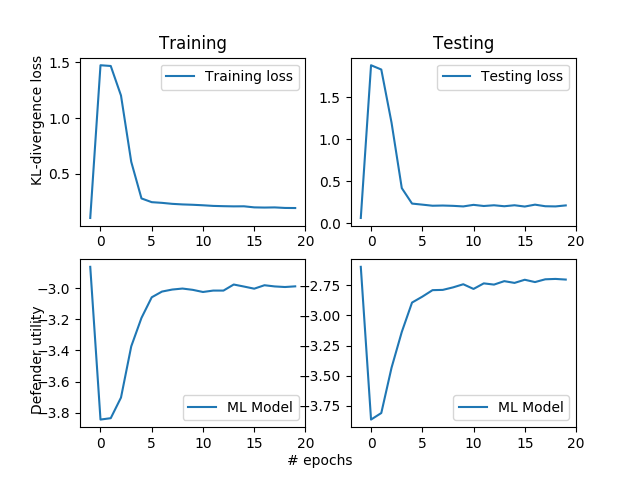 Training
Testing
KL-divergence loss
1.5
1.0
0.5
Training loss
0 5 10 15 20
1.5
1.0
0.5
0.0
Testing loss
0 5 10 15 20
Defender utility
−3.0
−3.2
−3.4
−3.6
−3.8
ML Model
0 5 10 15 20
−2.75
−3.00
−3.25
−3.50
−3.75
ML Model
0 5 10 15 20
# epochs